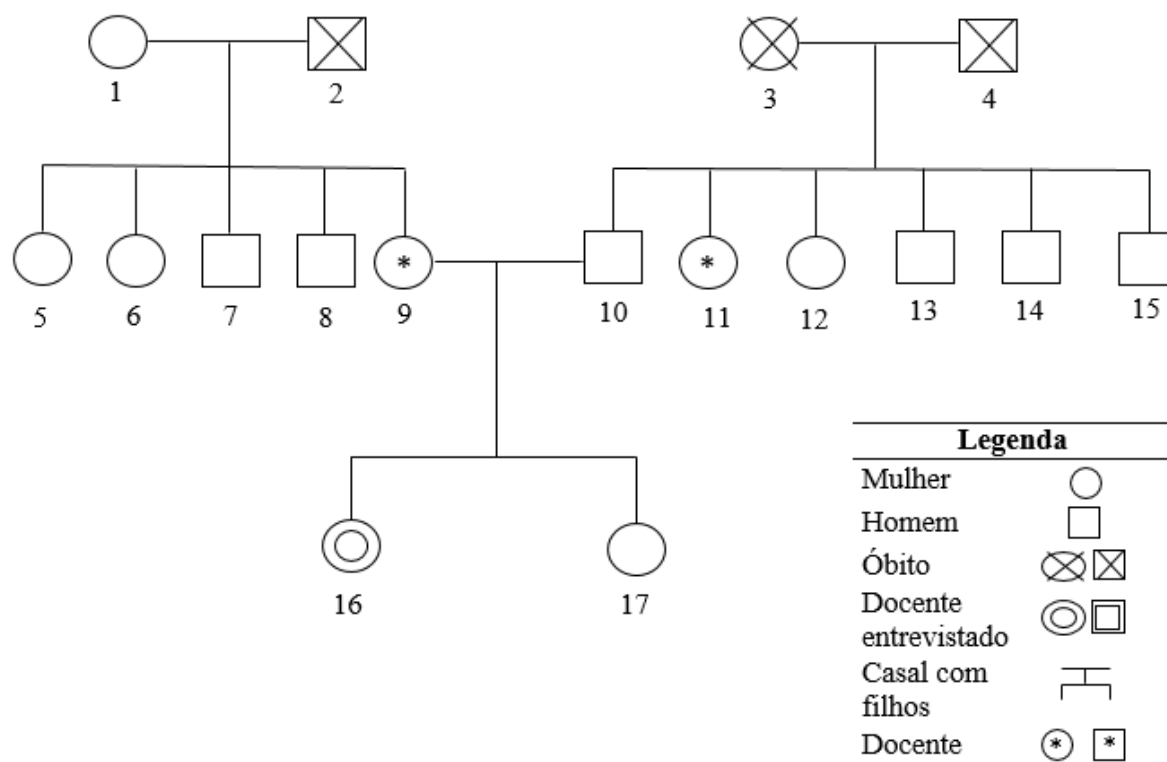 1 2 3 4
5 6 7 8 9 10 11 12 13 14 15
* *
16 17
Legenda
Mulher
Homem
Óbito
Docente
entrevistado
Casal com
filhos
Docente * *